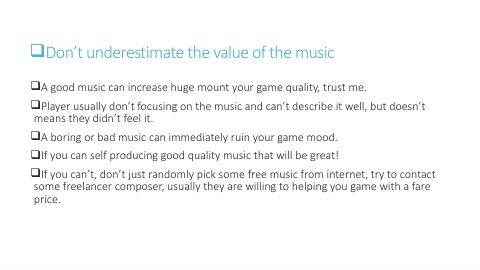 ❑Don't underestimate the value of the music
❑A good music can increase huge mount your game quality, trust me.
❑Player usually don't focusing on the music and can't describe it well, but doesn't
means they didn't feel it.
❑A boring or bad music can immediately ruin your game mood.
❑If you can self producing good quality music that will be great!
❑If you can't, don't just randomly pick some free music from internet, try to contact
some freelancer composer, usually they are willing to helping you game with a fare
price.